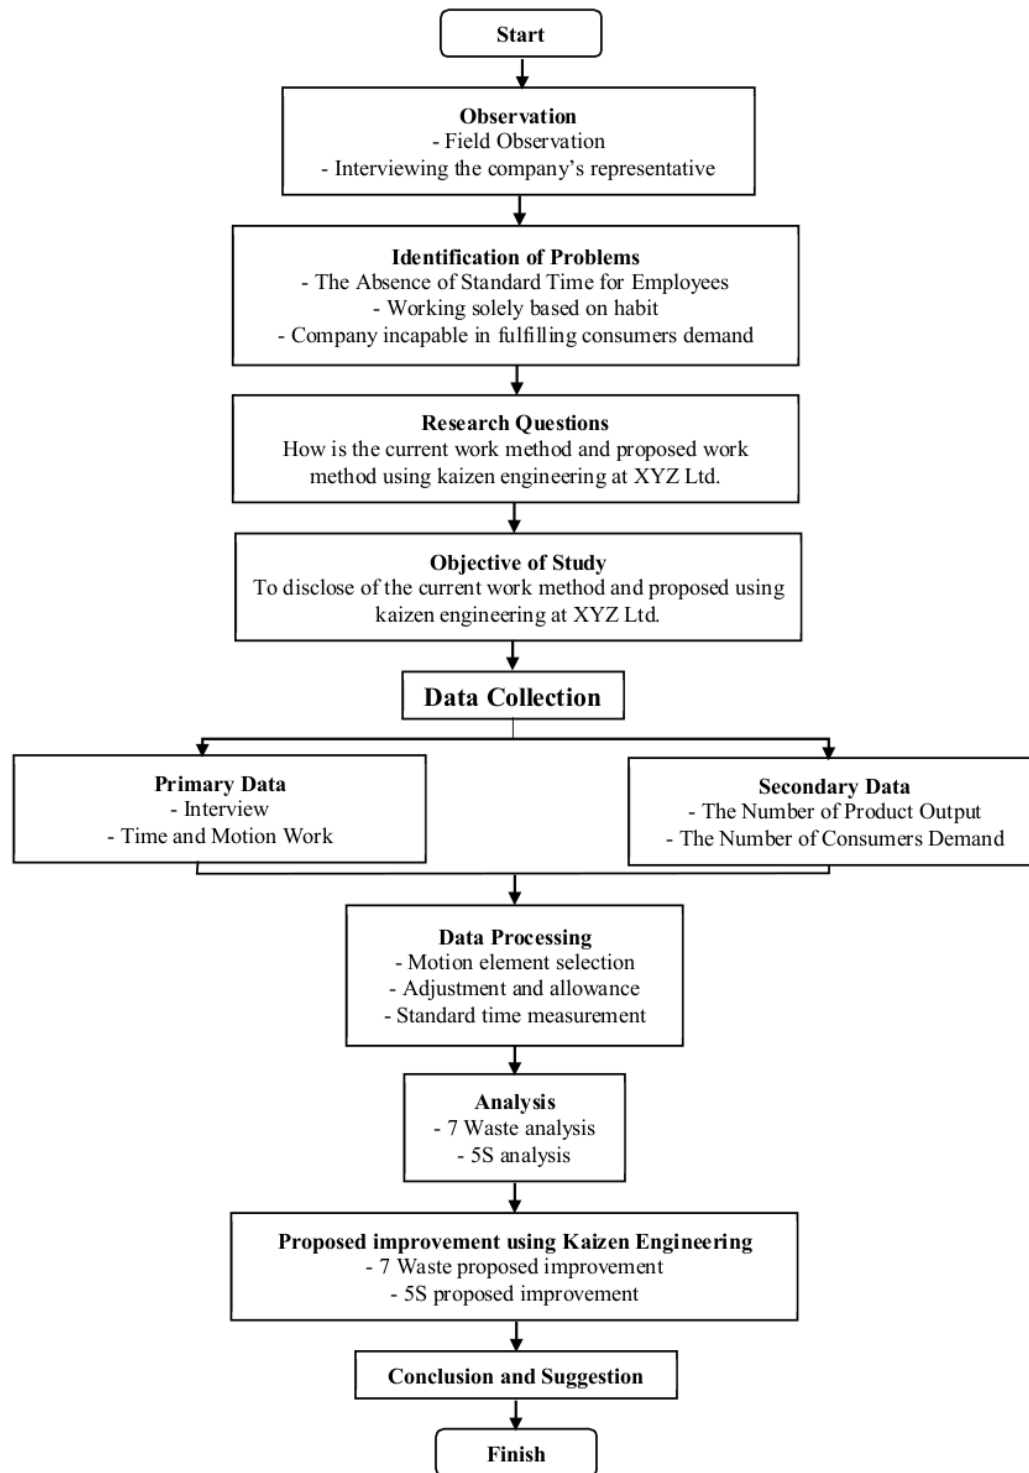 Start
Observation
- Field Observation
- Interviewing the company’s representative
Identification of Problems
- The Absence of Standard Time for Employees
- Working solely based on habit
- Company incapable in fulfilling consumers demand
Research Questions
How is the current work method and proposed work
method using kaizen engineering at XYZ Ltd.
Objective of Study
To disclose of the current work method and proposed using
kaizen engineering at XYZ Ltd.
Data Collection
Primary Data
- Interview
- Time and Motion Work
Secondary Data
- The Number of Product Output
- The Number of Consumers Demand
Data Processing
- Motion element selection
- Adjustment and allowance
- Standard time measurement
Analysis
- 7 Waste analysis
- 5S analysis
Proposed improvement using Kaizen Engineering
- 7 Waste proposed improvement
- 5S proposed improvement
Conclusion and Suggestion
Finish